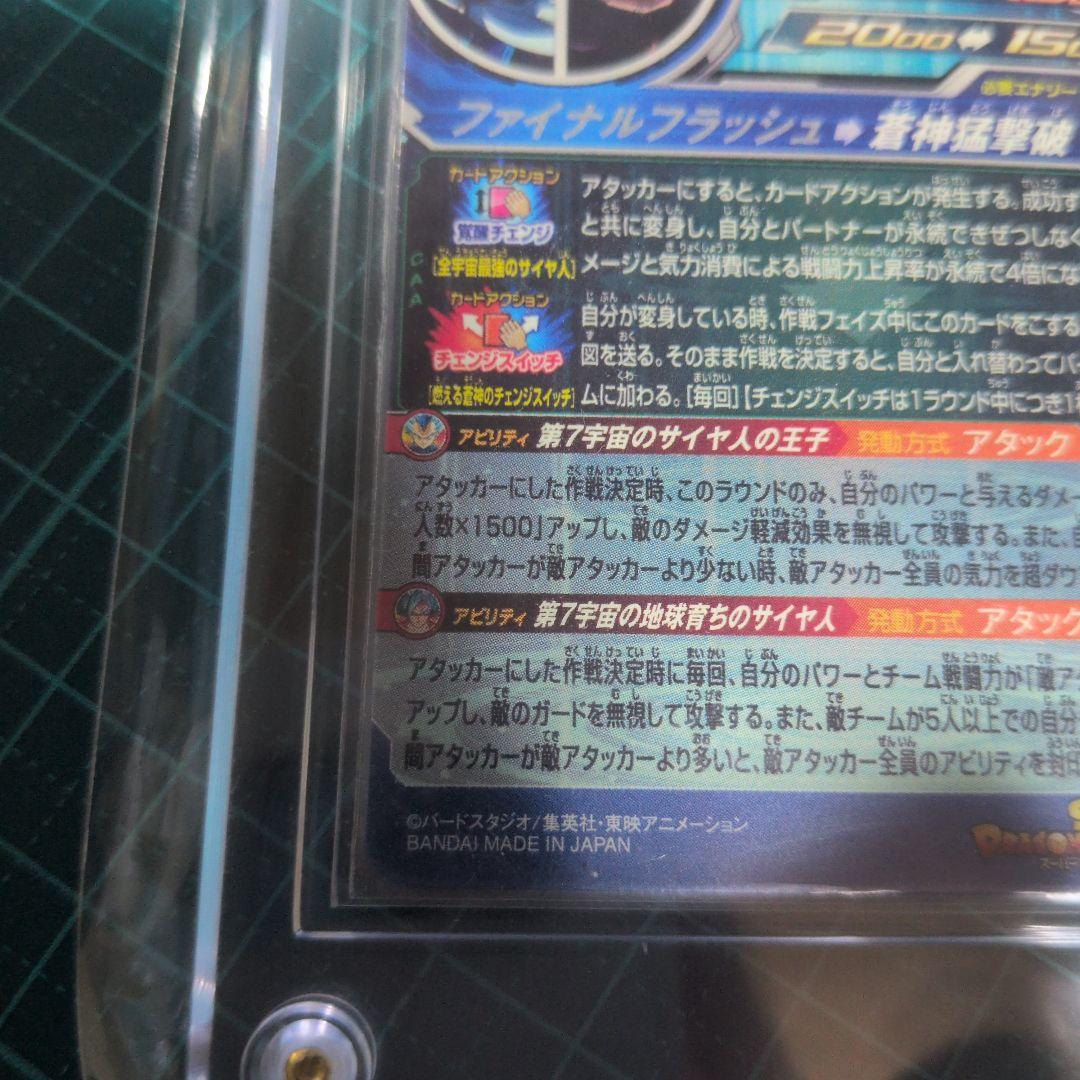 2000⇔150
必要エナジー
ファイナルフラッシュ➡蒼神猛撃破
カードアクション
覚醒チェンジ
[全宇宙最強のサイヤ人]
アタッカーにすると、カードアクションが発生する。成功す
と共に変身し、自分とパートナーが永続できぜつしなく
メージと気力消費による戦闘力上昇率が永続で4倍にな
CAA
カードアクション
チェンジスイッチ
[燃える蒼神のチェンジスイッチ]
自分が変身している時、作戦フェイズ中にこのカードをこする
図を送る。そのまま作戦を決定すると、自分と入れ替わってバ
ムに加わる。[毎回]【チェンジスイッチは1ラウンド中につき1
アビリティ 第7宇宙のサイヤ人の王子 発動方式 アタック
アタッカーにした作戦決定時、このラウンドのみ、自分のパワーと与えるダメー
人数×1500」アップし、敵のダメージ軽減効果を無視して攻撃する。また、自
間アタッカーが敵アタッカーより少ない時、敵アタッカー全員の気力を超ダウ
アビリティ 第7宇宙の地球育ちのサイヤ人 発動方式 アタック
アタッカーにした作戦決定時に毎回、自分のパワーとチーム戦闘力が「敵アー
アップし、敵のガードを無視して攻撃する。また、敵チームが5人以上での自分
間アタッカーが敵アタッカーより多いと、敵アタッカー全員のアビリティを封印
©バードスタジオ/集英社・東映アニメーション
BANDAI MADE IN JAPAN
DRAGON
スーパー